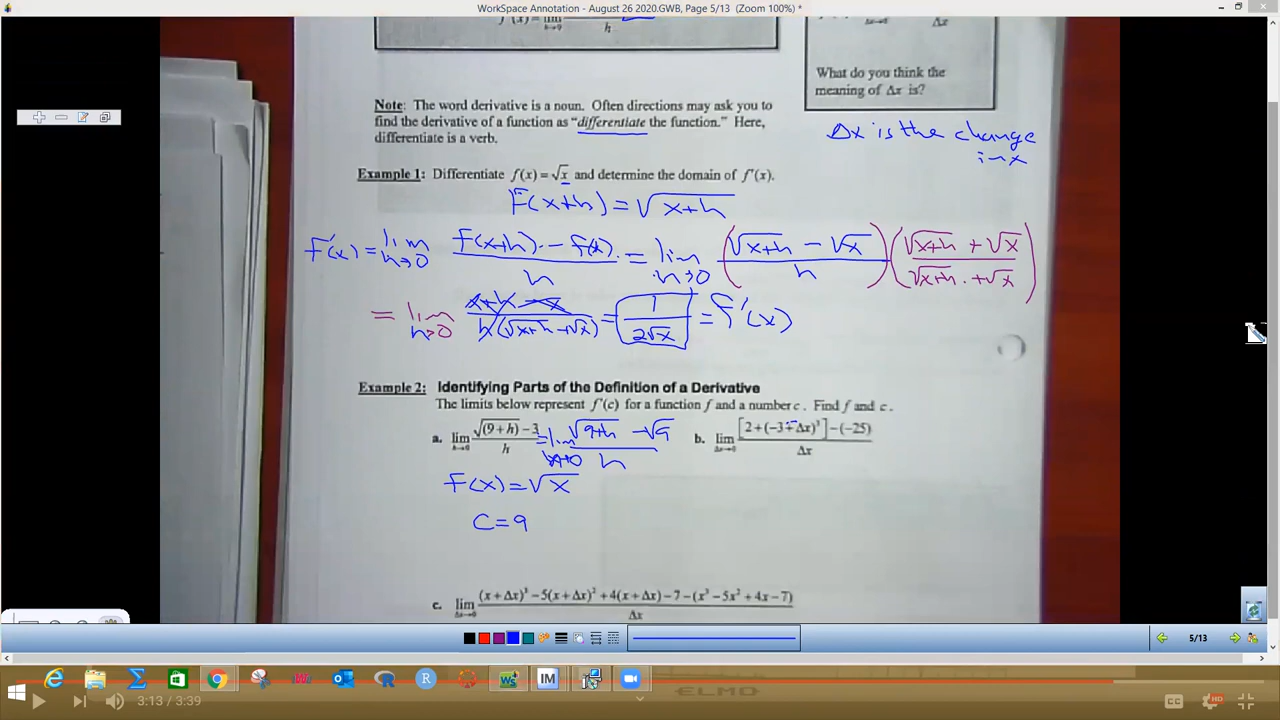 WorkSpace Annotation - August 26 2020.GWB, Page 5/13 (Zoom 100%) *
What do you think the
meaning of Δx is?
Note: The word derivative is a noun. Often directions may ask you to
find the derivative of a function as "differentiate the function." Here,
differentiate is a verb.
Δx is the change
in x
Example 1: Differentiate f(x) = √x and determine the domain of f'(x).
F(x+h) = √x+h
F'(x) = lim h→0 f(x+h) - f(x) / h = lim h→0 (√x+h - √x / h) (√x+h + √x / √x+h + √x)
= lim h→0 x+h-x / h(√x+h+√x) = 1 / 2√x = f'(x)
Example 2: Identifying Parts of the Definition of a Derivative
The limits below represent f'(c) for a function f and a number c. Find f and c.
a. lim h→0 √(9+h) - 3 / h = lim h→0 √9+h - √9 / h
b. lim Δx→0 [2+(-3+Δx)³] - (-25) / Δx
F(x) = √x
C = 9
c. lim Δx→0 (x+Δx)³ - 5(x+Δx)² + 4(x+Δx) - 7 - (x³ - 5x² + 4x - 7) / Δx
5/13
ELMO
3:13 / 3:39
CC
HD